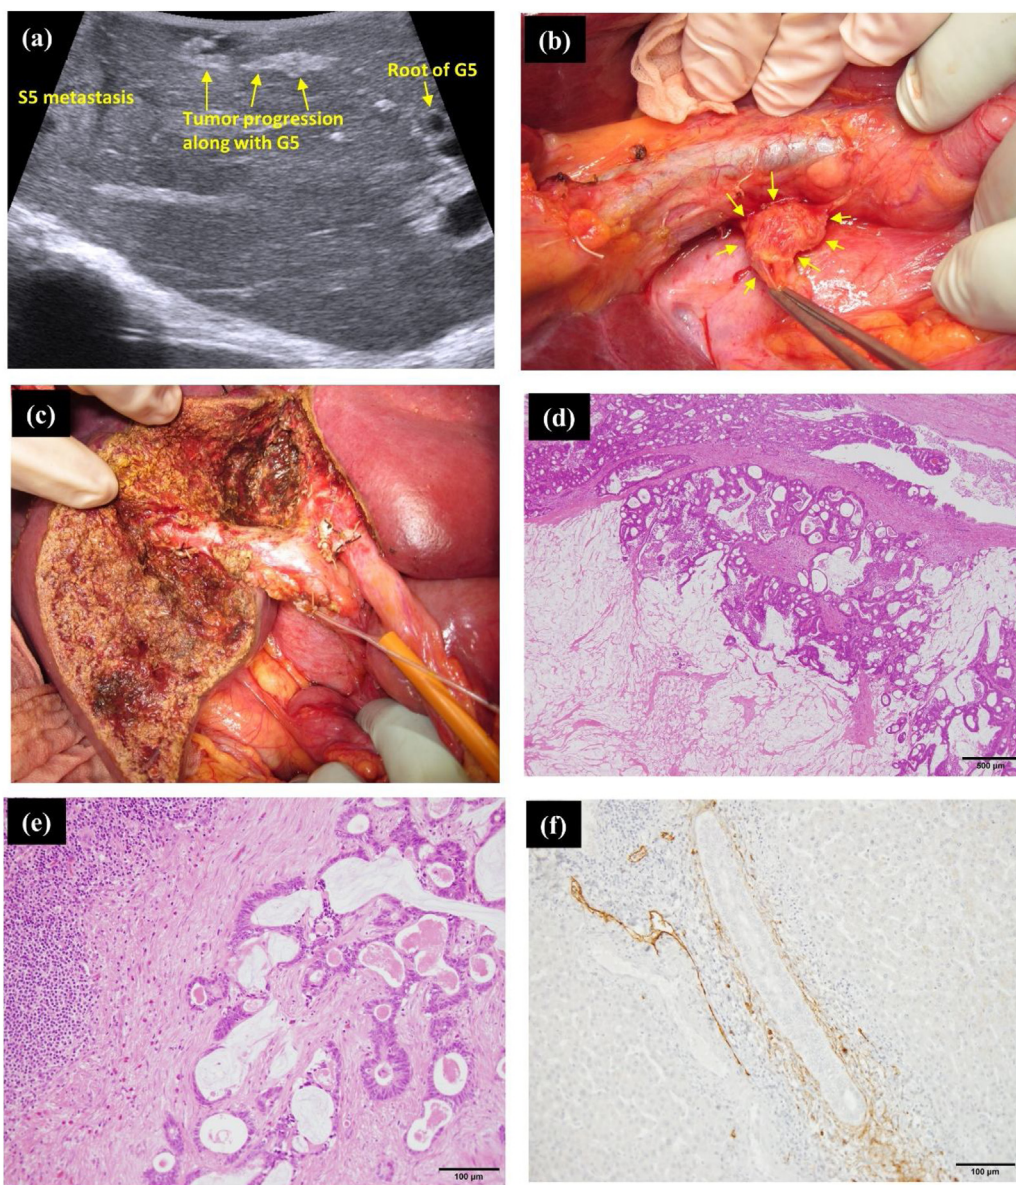 (a)
Root of G5
S5 metastasis
Tumor progression
along with G5
(b)
(c)
(d)
500 µm
(e)
100 µm
(f)
100 µm